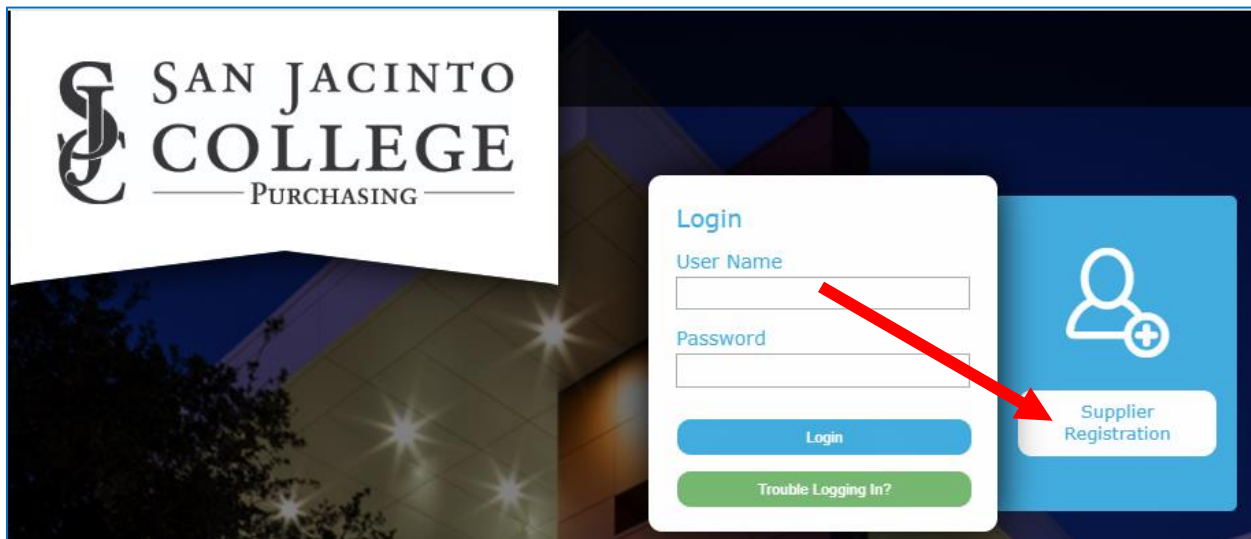 SJC
SAN JACINTO
COLLEGE
PURCHASING
Login
User Name
Password
Login
Trouble Logging In?
Supplier
Registration